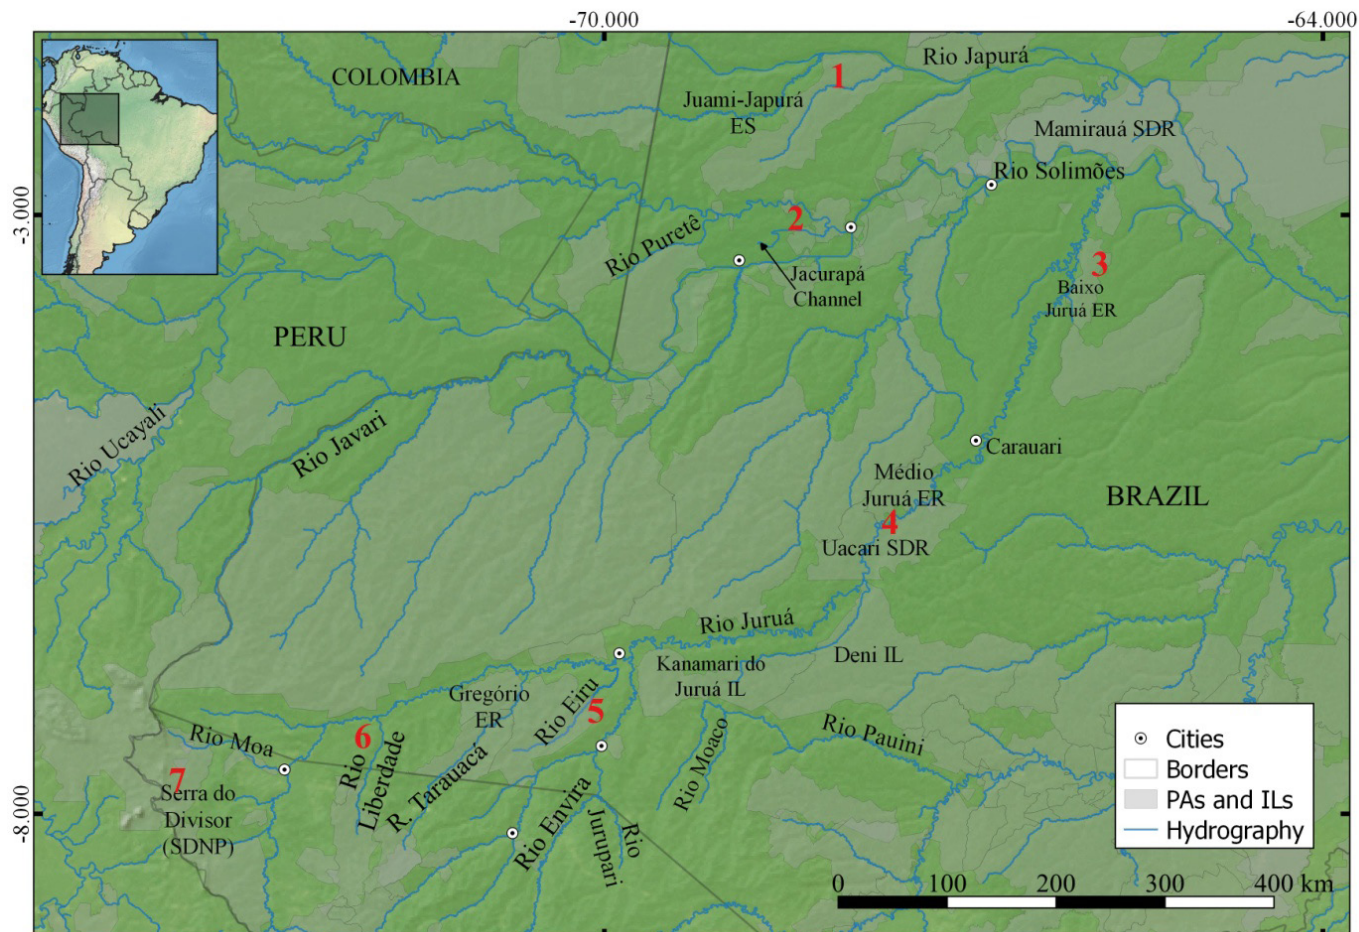 -70.000
-64.000
COLOMBIA
1
Rio Japurá
Juami-Japurá
ES
Mamirauá SDR
Rio Solimões
-3.000
2
Rio Puretê
Jacurapá
Channel
3
Baixo
Juruá ER
PERU
Rio Ucayali
Rio Javari
Carauari
Médio
Juruá ER
BRAZIL
4
Uacari SDR
Rio Juruá
Kanamari do
Juruá IL
Deni IL
Gregório
ER
Rio Eiru
5
6
Rio Moa
Rio
Liberdade
R. Tarauacá
Rio Moaco
Rio Pauini
7
Serra do
Divisor
(SDNP)
-8.000
Rio Envira
Rio
Jurupari
Cities
Borders
PAs and ILs
Hydrography
0 100 200 300 400 km